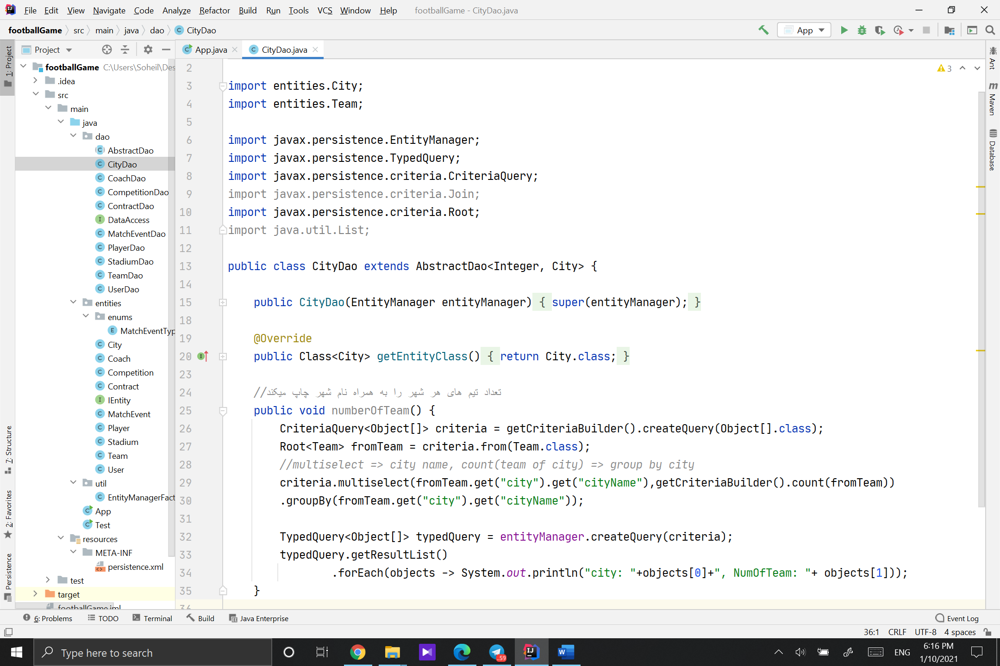 File Edit View Navigate Code Analyze Refactor Build Run Tools VCS Window Help footballGame - CityDao.java
footballGame src main java dao CityDao App
1: Project
Project
App.java CityDao.java
footballGame C:\Users\Soheil\Des
.idea
src
main
java
dao
AbstractDao
CityDao
CoachDao
CompetitionDao
ContractDao
DataAccess
MatchEventDao
PlayerDao
StadiumDao
TeamDao
UserDao
entities
enums
MatchEventTyp
City
Coach
Competition
Contract
IEntity
MatchEvent
Player
Stadium
Team
User
util
EntityManagerFact
App
Test
resources
META-INF
persistence.xml
test
target
footballGame.iml
7: Structure
2: Favorites
Persistence
2
3 import entities.City;
4 import entities.Team;
5
6 import javax.persistence.EntityManager;
7 import javax.persistence.TypedQuery;
8 import javax.persistence.criteria.CriteriaQuery;
9 import javax.persistence.criteria.Join;
10 import javax.persistence.criteria.Root;
11 import java.util.List;
12
13 public class CityDao extends AbstractDao<Integer, City> {
14
15 public CityDao(EntityManager entityManager) { super(entityManager); }
18
19 @Override
20 public Class<City> getEntityClass() { return City.class; }
23
24 //تعداد تیم های هر شهر را به همراه نام شهر چاپ میکند
25 public void numberOfTeam() {
26 CriteriaQuery<Object[]> criteria = getCriteriaBuilder().createQuery(Object[].class);
27 Root<Team> fromTeam = criteria.from(Team.class);
28 //multiselect => city name, count(team of city) => group by city
29 criteria.multiselect(fromTeam.get("city").get("cityName"),getCriteriaBuilder().count(fromTeam))
30 .groupBy(fromTeam.get("city").get("cityName"));
31
32 TypedQuery<Object[]> typedQuery = entityManager.createQuery(criteria);
33 typedQuery.getResultList()
34 .forEach(objects -> System.out.println("city: "+objects[0]+", NumOfTeam: "+ objects[1]));
35 }
36
3
Ant
Maven
Database
6: Problems TODO Terminal Build Java Enterprise Event Log
36:1 CRLF UTF-8 4 spaces
Type here to search ..59 ENG 6:16 PM
1/10/2021